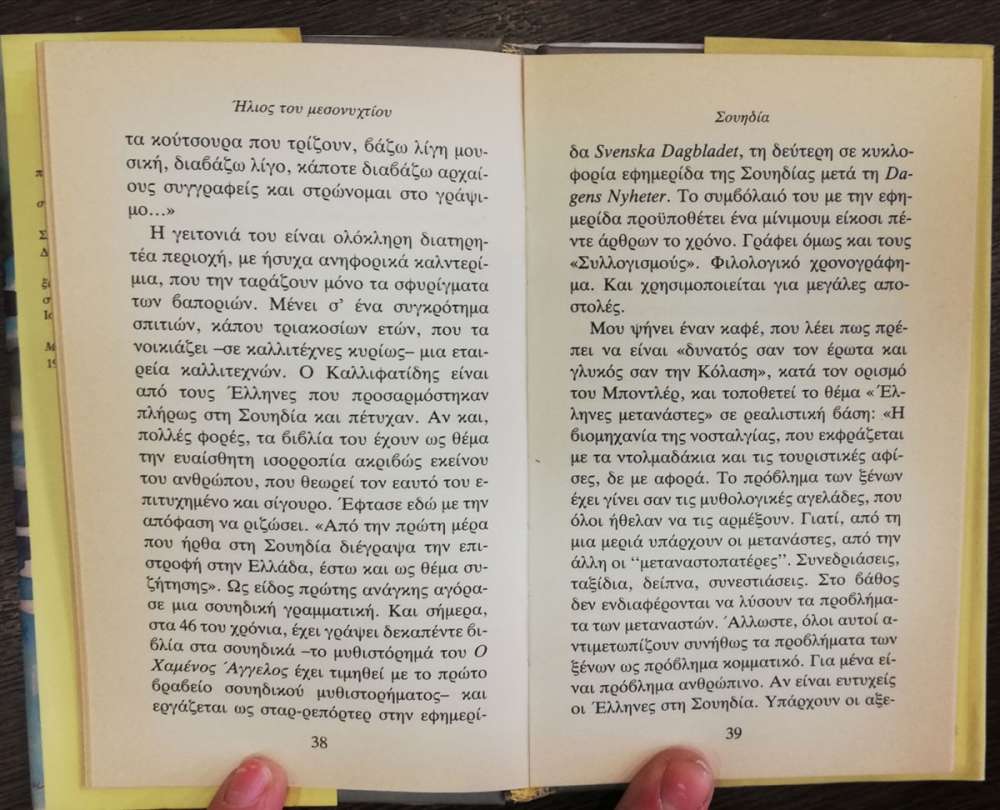 Ήλιος του μεσονυχτίου
τα κούτσουρα που τρίζουν, βάζω λίγη μου-
σική, διαβάζω λίγο, κάποτε διαβάζω αρχαί-
ους συγγραφείς και στρώνομαι στο γράψι-
μο...»
Η γειτονιά του είναι ολόκληρη διατηρη-
τέα περιοχή, με ήσυχα ανηφορικά καλντερί-
μια, που την ταράζουν μόνο τα σφυρίγματα
των βαποριών. Μένει σ’ ένα συγκρότημα
σπιτιών, κάπου τριακοσίων ετών, που τα
νοικιάζει –σε καλλιτέχνες κυρίως– μια εται-
ρεία καλλιτεχνών. Ο Καλλιφατίδης είναι
από τους Έλληνες που προσαρμόστηκαν
πλήρως στη Σουηδία και πέτυχαν. Αν και,
πολλές φορές, τα βιβλία του έχουν ως θέμα
την ευαίσθητη ισορροπία ακριβώς εκείνου
του ανθρώπου, που θεωρεί τον εαυτό του ε-
πιτυχημένο και σίγουρο. Έφτασε εδώ με την
απόφαση να ριζώσει. «Από την πρώτη μέρα
που ήρθα στη Σουηδία διέγραψα την επι-
στροφή στην Ελλάδα, έστω και ως θέμα συ-
ζήτησης». Ως είδος πρώτης ανάγκης αγόρα-
σε μια σουηδική γραμματική. Και σήμερα,
στα 46 του χρόνια, έχει γράψει δεκαπέντε βι-
βλία στα σουηδικά –το μυθιστόρημά του Ο
Χαμένος Άγγελος έχει τιμηθεί με το πρώτο
βραβείο σουηδικού μυθιστορήματος– και
εργάζεται ως σταρ-ρεπόρτερ στην εφημερί-
38
Σουηδία
δα Svenska Dagbladet, τη δεύτερη σε κυκλο-
φορία εφημερίδα της Σουηδίας μετά τη Da-
gens Nyheter. Το συμβόλαιό του με την εφη-
μερίδα προϋποθέτει ένα μίνιμουμ είκοσι πέ-
ντε άρθρων το χρόνο. Γράφει όμως και τους
«Συλλογισμούς». Φιλολογικό χρονογράφη-
μα. Και χρησιμοποιείται για μεγάλες απο-
στολές.
Μου ψήνει έναν καφέ, που λέει πως πρέ-
πει να είναι «δυνατός σαν τον έρωτα και
γλυκός σαν την Κόλαση», κατά τον ορισμό
του Μποντλέρ, και τοποθετεί το θέμα «Έλ-
ληνες μετανάστες» σε ρεαλιστική βάση: «Η
βιομηχανία της νοσταλγίας, που εκφράζεται
με τα ντολμαδάκια και τις τουριστικές αφί-
σες, δε με αφορά. Το πρόβλημα των ξένων
έχει γίνει σαν τις μυθολογικές αγελάδες, που
όλοι ήθελαν να τις αρμέξουν. Γιατί, από τη
μια μεριά υπάρχουν οι μετανάστες, από την
άλλη οι “μεταναστοπατέρες”. Συνεδριάσεις,
ταξίδια, δείπνα, συνεστιάσεις. Στο βάθος
δεν ενδιαφέρονται να λύσουν τα προβλήμα-
τα των μεταναστών. Άλλωστε, όλοι αυτοί α-
ντιμετωπίζουν συνήθως τα προβλήματα των
ξένων ως πρόβλημα κομματικό. Για μένα εί-
ναι πρόβλημα ανθρώπινο. Αν είναι ευτυχείς
οι Έλληνες στη Σουηδία. Υπάρχουν οι αξε-
39